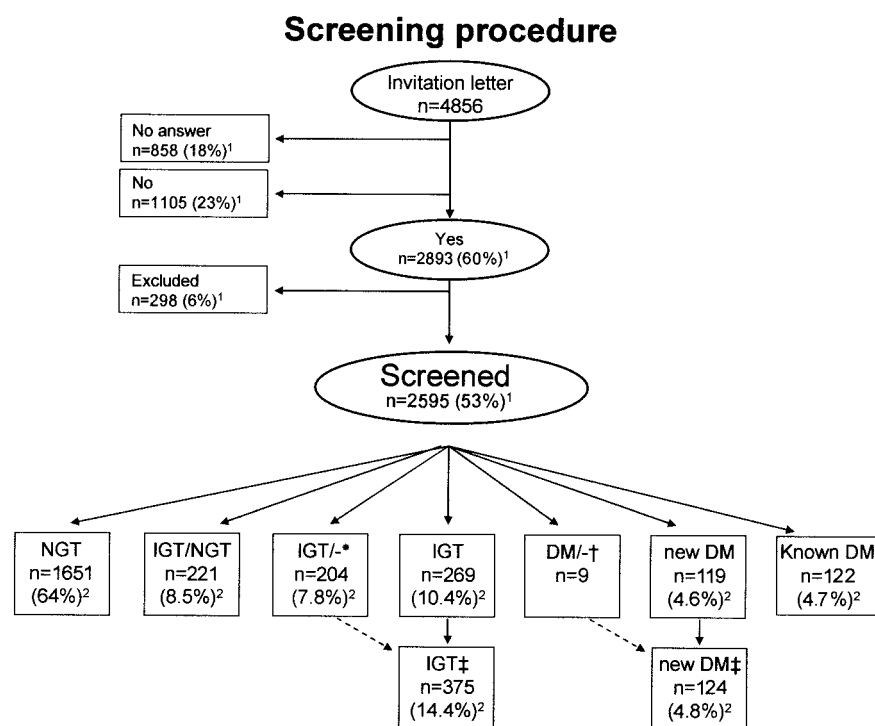 Screening procedure
Invitation letter
n=4856
No answer
n=858 (18%)¹
No
n=1105 (23%)¹
Yes
n=2893 (60%)¹
Excluded
n=298 (6%)¹
Screened
n=2595 (53%)¹
NGT
n=1651
(64%)²
IGT/NGT
n=221
(8.5%)²
IGT/-*
n=204
(7.8%)²
IGT
n=269
(10.4%)²
DM/-†
n=9
new DM
n=119
(4.6%)²
Known DM
n=122
(4.7%)²
IGT‡
n=375
(14.4%)²
new DM‡
n=124
(4.8%)²